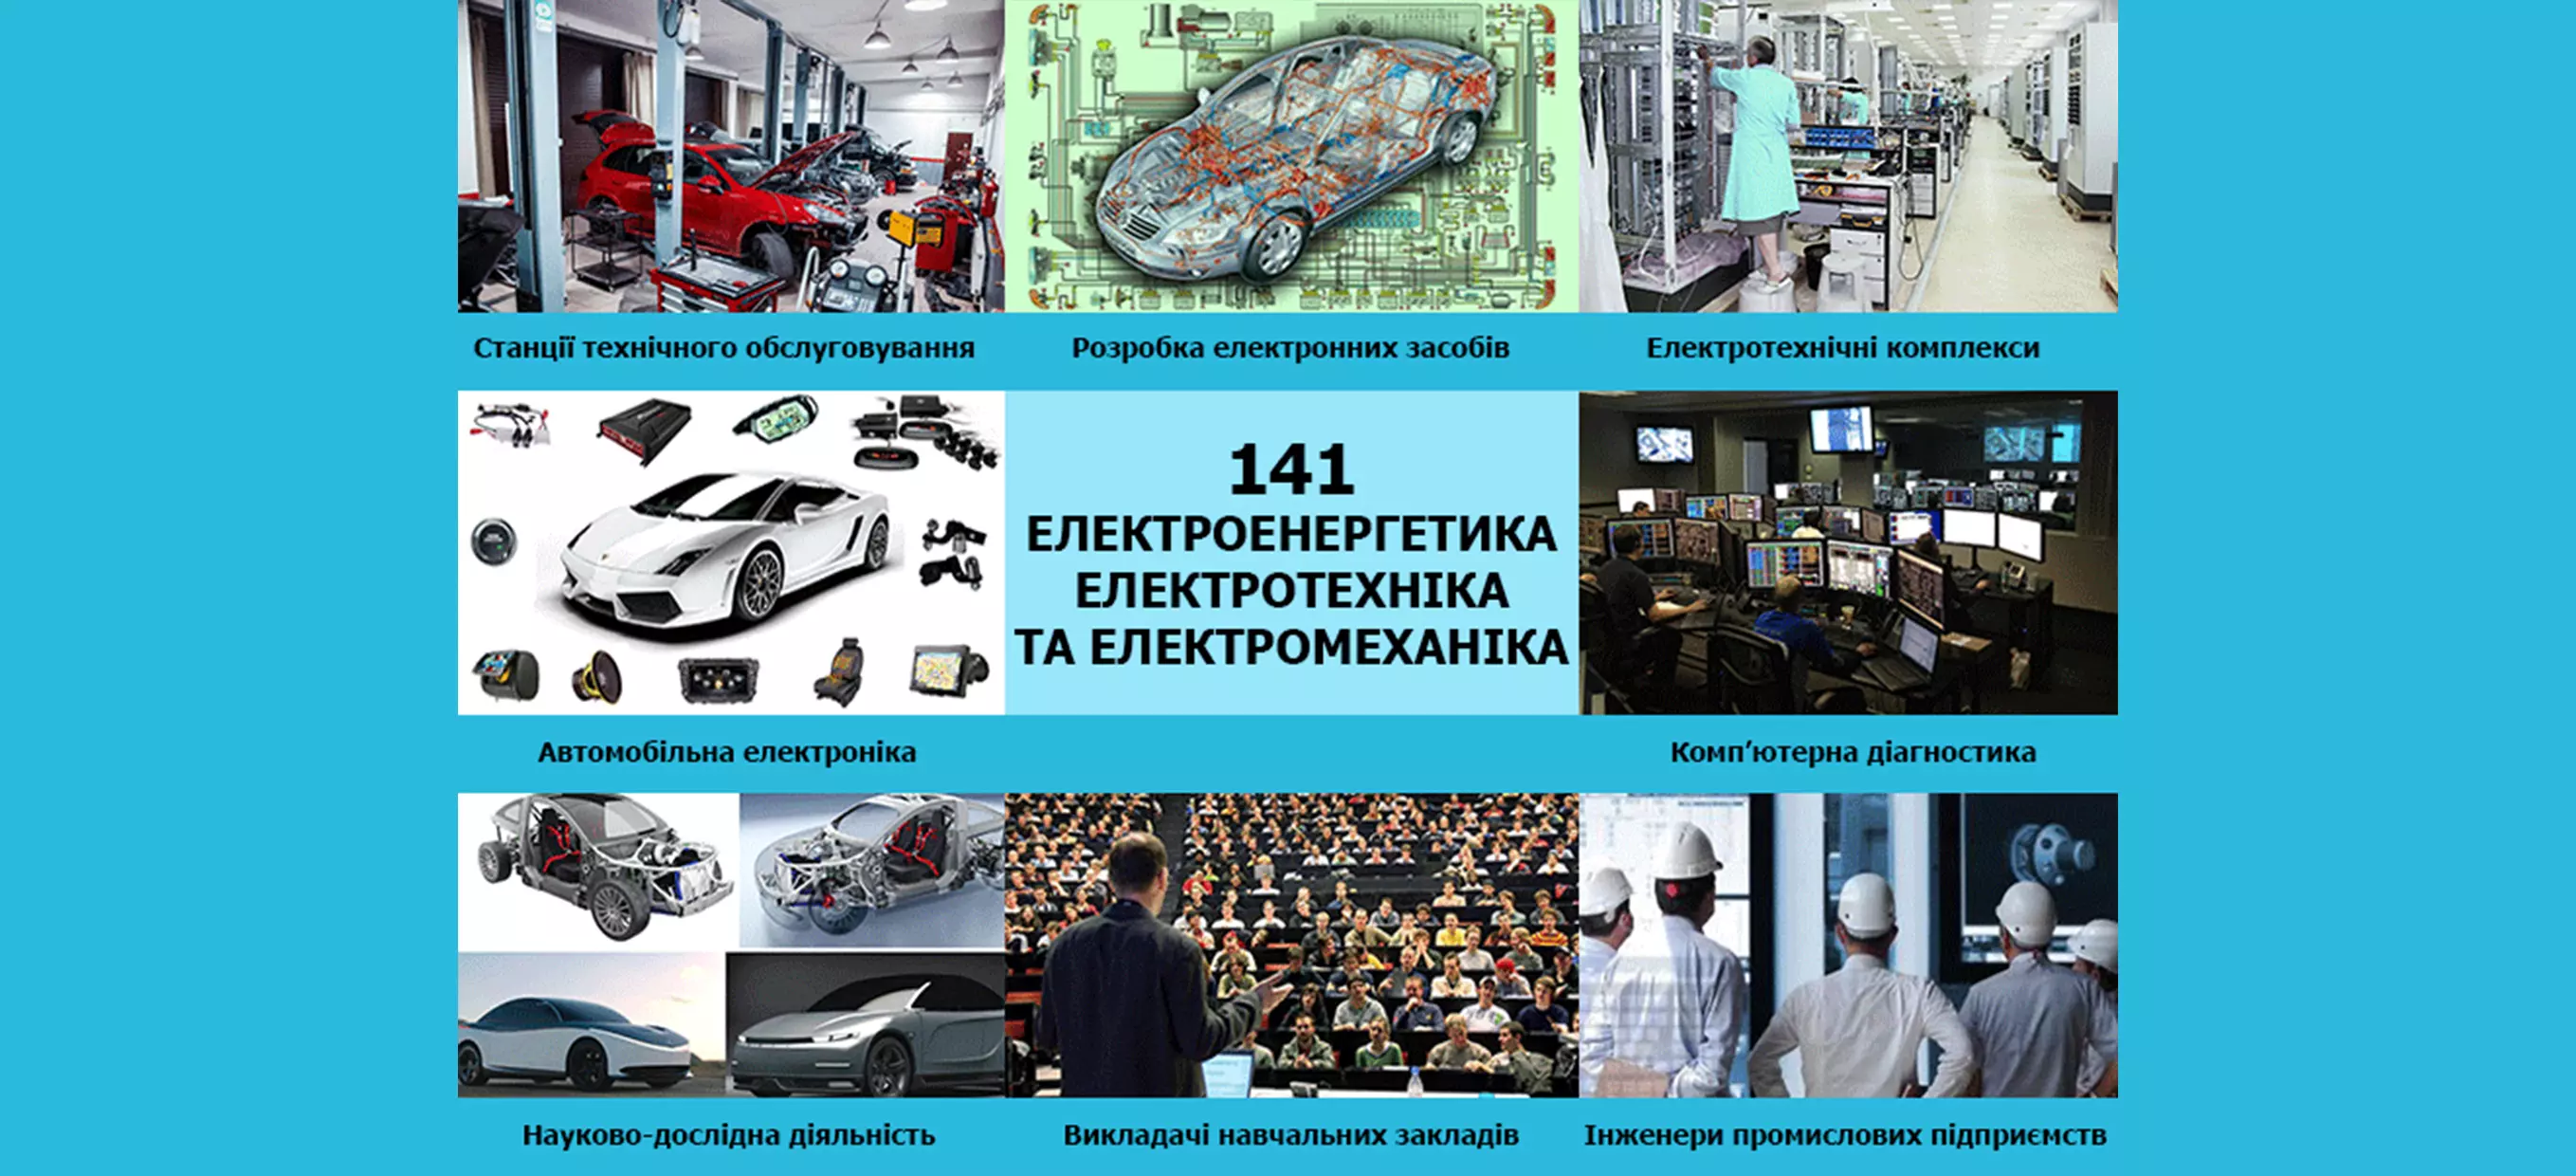 Станції технічного обслуговування
Розробка електронних засобів
Електротехнічні комплекси
141
ЕЛЕКТРОЕНЕРГЕТИКА
ЕЛЕКТРОТЕХНІКА
ТА ЕЛЕКТРОМЕХАНІКА
Автомобільна електроніка
Комп’ютерна діагностика
Науково-дослідна діяльність
Викладачі навчальних закладів
Інженери промислових підприємств